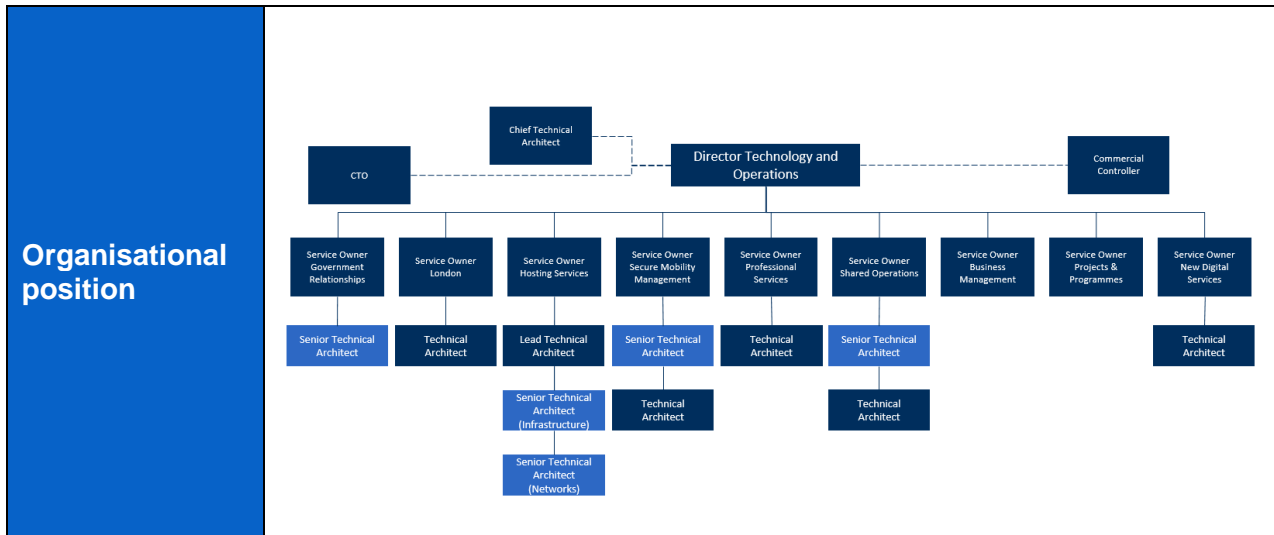 Organisational
position
Chief Technical
Architect
CTO
Director Technology and
Operations
Commercial
Controller
Service Owner
Government
Relationships
Service Owner
London
Service Owner
Hosting Services
Service Owner
Secure Mobility
Management
Service Owner
Professional
Services
Service Owner
Shared Operations
Service Owner
Business
Management
Service Owner
Projects &
Programmes
Service Owner
New Digital
Services
Senior Technical
Architect
Technical
Architect
Lead Technical
Architect
Senior Technical
Architect
Technical
Architect
Senior Technical
Architect
Technical
Architect
Senior Technical
Architect
(Infrastructure)
Technical
Architect
Technical
Architect
Senior Technical
Architect
(Networks)